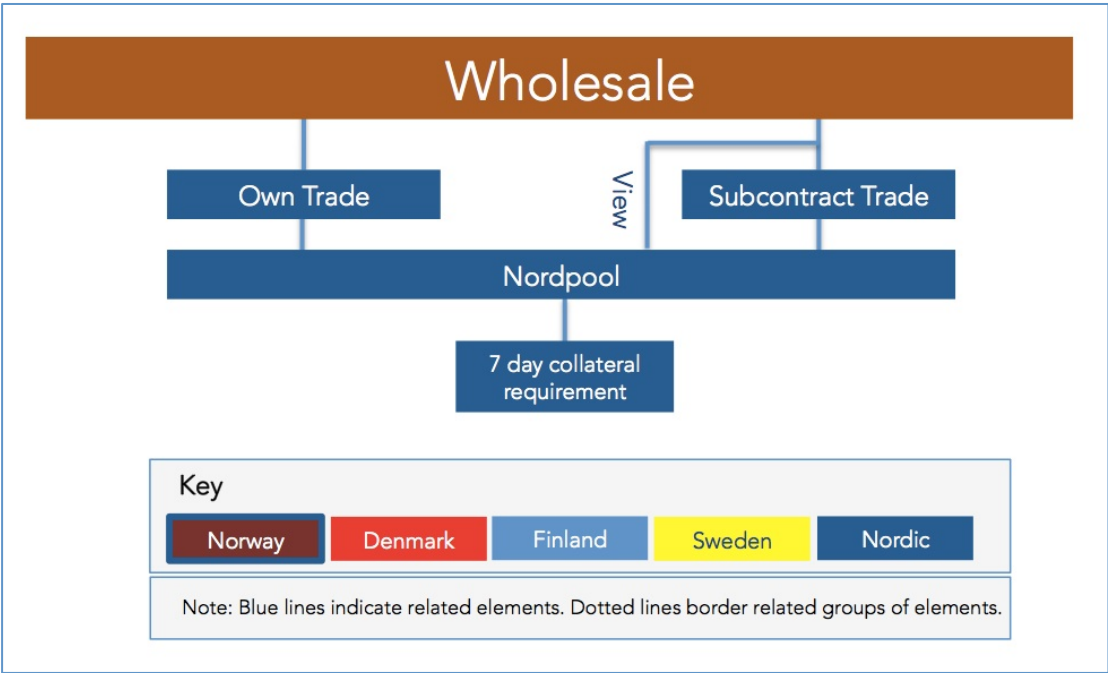 Wholesale
Own Trade
View
Subcontract Trade
Nordpool
7 day collateral
requirement
Key
Norway
Denmark
Finland
Sweden
Nordic
Note: Blue lines indicate related elements. Dotted lines border related groups of elements.